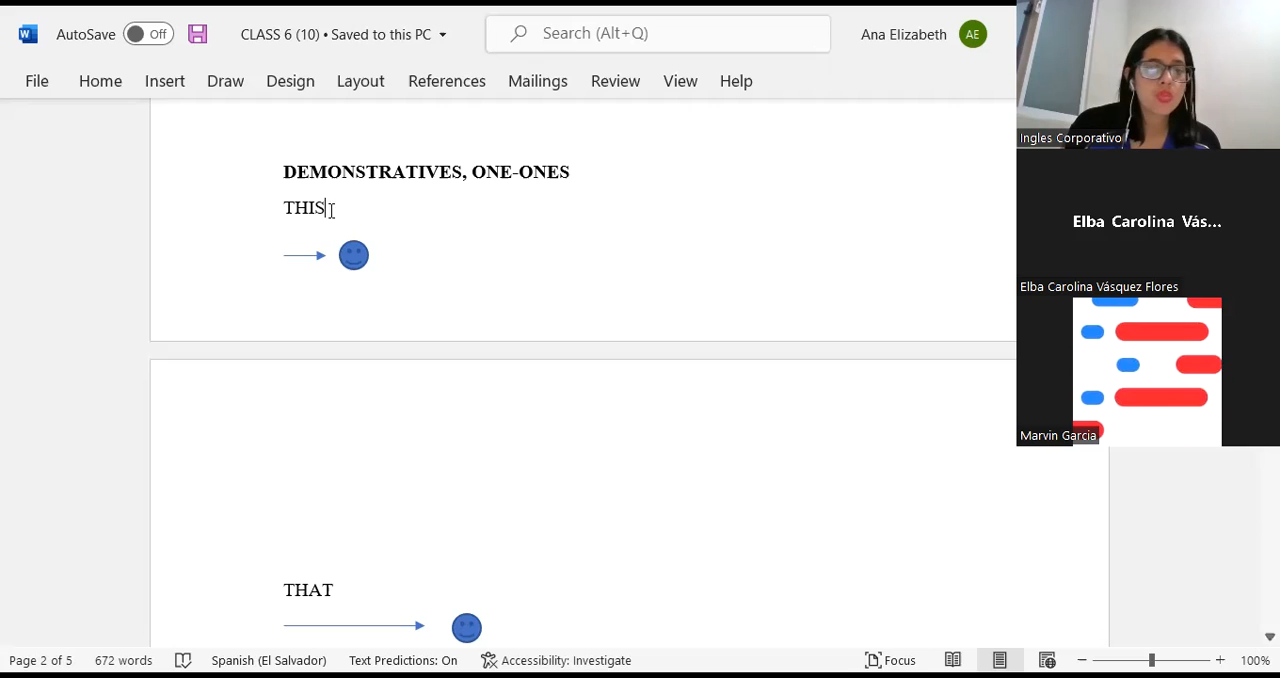 AutoSave Off CLASS 6 (10) • Saved to this PC Search (Alt+Q) Ana Elizabeth AE
File Home Insert Draw Design Layout References Mailings Review View Help
Ingles Corporativo
DEMONSTRATIVES, ONE-ONES
THIS
Elba Carolina Vás...
Elba Carolina Vásquez Flores
Marvin Garcia
THAT
Page 2 of 5 672 words Spanish (El Salvador) Text Predictions: On Accessibility: Investigate Focus 100%